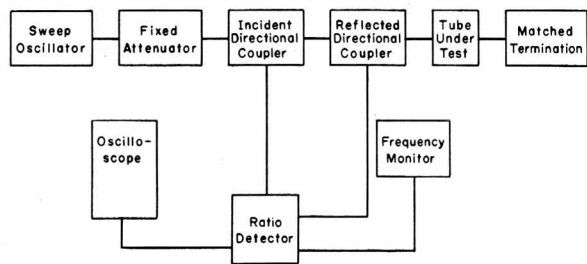 Sweep
Oscillator
Fixed
Attenuator
Incident
Directional
Coupler
Reflected
Directional
Coupler
Tube
Under
Test
Matched
Termination
Oscillo-
scope
Frequency
Monitor
Ratio
Detector